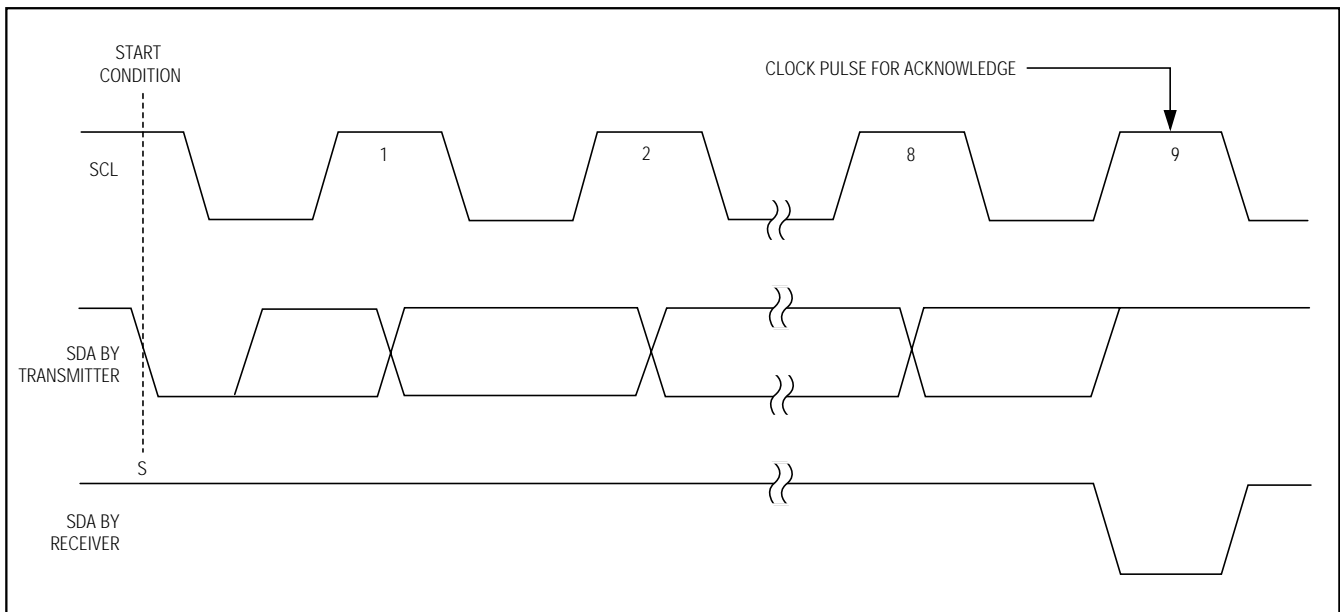 START
CONDITION
CLOCK PULSE FOR ACKNOWLEDGE
SCL
1
2
8
9
SDA BY
TRANSMITTER
S
SDA BY
RECEIVER